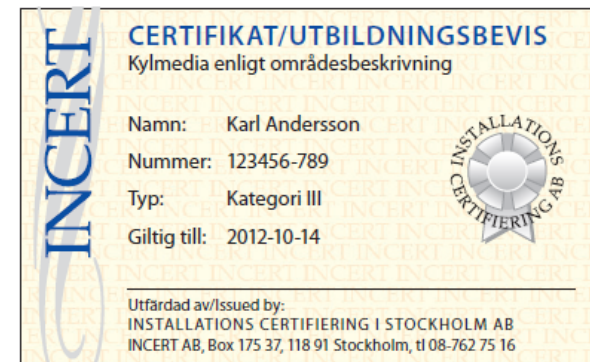 INCERT
CERTIFIKAT/UTBILDNINGSBEVIS
Kylmedia enligt områdesbeskrivning
Namn: Karl Andersson
Nummer: 123456-789
Typ: Kategori III
Giltig till: 2012-10-14
INSTALLATIONS CERTIFIERING AB
Utfärdad av/Issued by:
INSTALLATIONS CERTIFIERING I STOCKHOLM AB
INCERT AB, Box 175 37, 118 91 Stockholm, tl 08-762 75 16